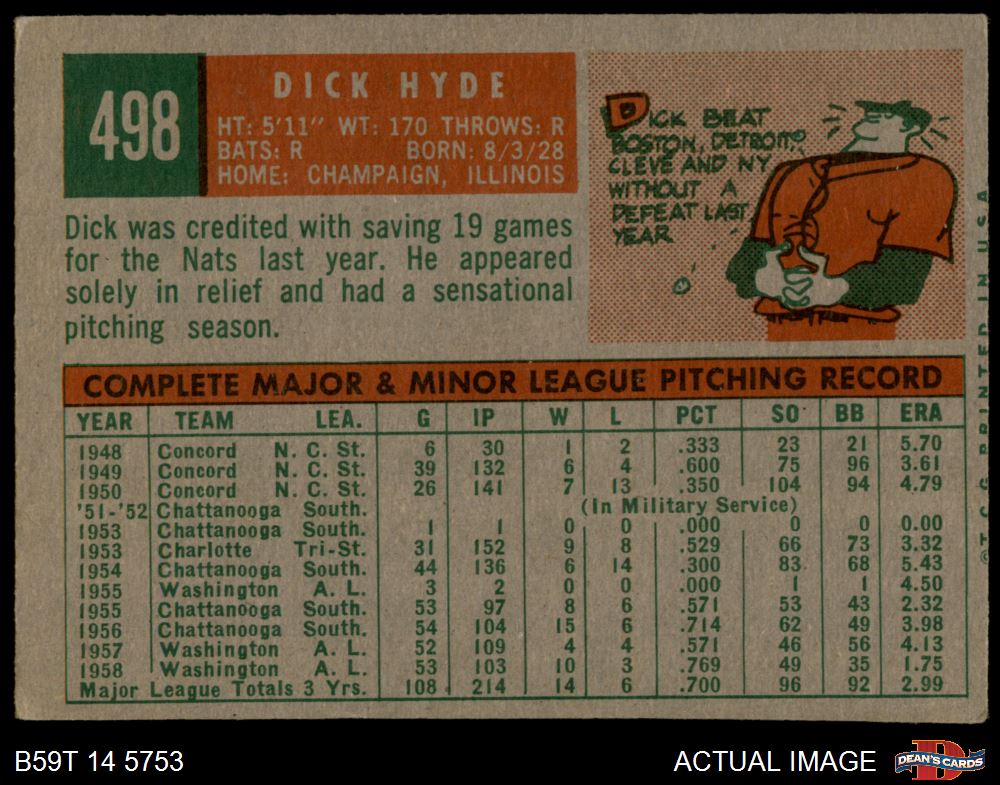 498
DICK HYDE
HT: 5'11" WT: 170 THROWS: R
BATS: R BORN: 8/3/28
HOME: CHAMPAIGN, ILLINOIS
DICK BEAT
BOSTON, DETROIT,
CLEVE AND NY
WITHOUT A
DEFEAT LAST
YEAR
Dick was credited with saving 19 games
for the Nats last year. He appeared
solely in relief and had a sensational
pitching season.
COMPLETE MAJOR & MINOR LEAGUE PITCHING RECORD
YEAR TEAM LEA. G IP W L PCT SO BB ERA
1948 Concord N. C. St. 6 30 1 2 .333 23 21 5.70
1949 Concord N. C. St. 39 132 6 4 .600 75 96 3.61
1950 Concord N. C. St. 26 141 7 13 .350 104 94 4.79
'51-'52 Chattanooga South. (In Military Service)
1953 Chattanooga South. 1 1 0 0 .000 0 0 0.00
1953 Charlotte Tri-St. 31 152 9 8 .529 66 73 3.32
1954 Chattanooga South. 44 136 6 14 .300 83 68 5.43
1955 Washington A. L. 3 2 0 0 .000 1 1 4.50
1955 Chattanooga South. 53 97 8 6 .571 53 43 2.32
1956 Chattanooga South. 54 104 15 6 .714 62 49 3.98
1957 Washington A. L. 52 109 4 4 .571 46 56 4.13
1958 Washington A. L. 53 103 10 3 .769 49 35 1.75
Major League Totals 3 Yrs. 108 214 14 6 .700 96 92 2.99
©T. C. G. PRINTED IN U.S.A.
B59T 14 5753
ACTUAL IMAGE
DEAN'S CARDS